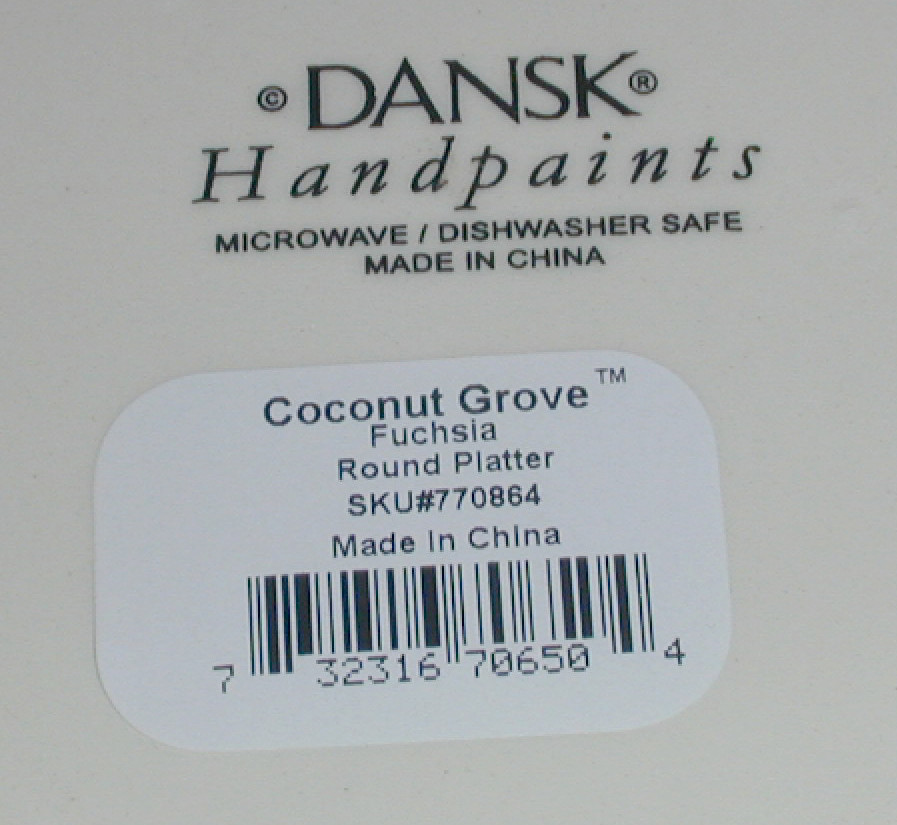 © DANSK®
Handpaints
MICROWAVE / DISHWASHER SAFE
MADE IN CHINA
Coconut Grove™
Fuchsia
Round Platter
SKU#770864
Made In China
7 32316 70650 4